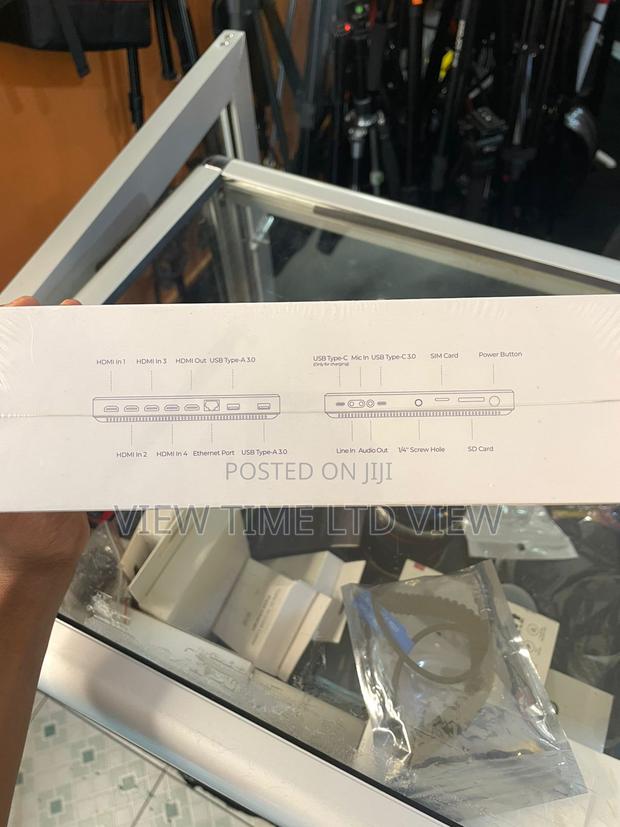 HDMI In 1 HDMI In 3 HDMI Out USB Type-A 3.0
HDMI In 2 HDMI In 4 Ethernet Port USB Type-A 3.0
USB Type-C Mic In USB Type-C 3.0 SIM Card Power Button
(Only for charging)
Line In Audio Out 1/4" Screw Hole SD Card
POSTED ON JIJI
VIEW TIME LTD VIEW